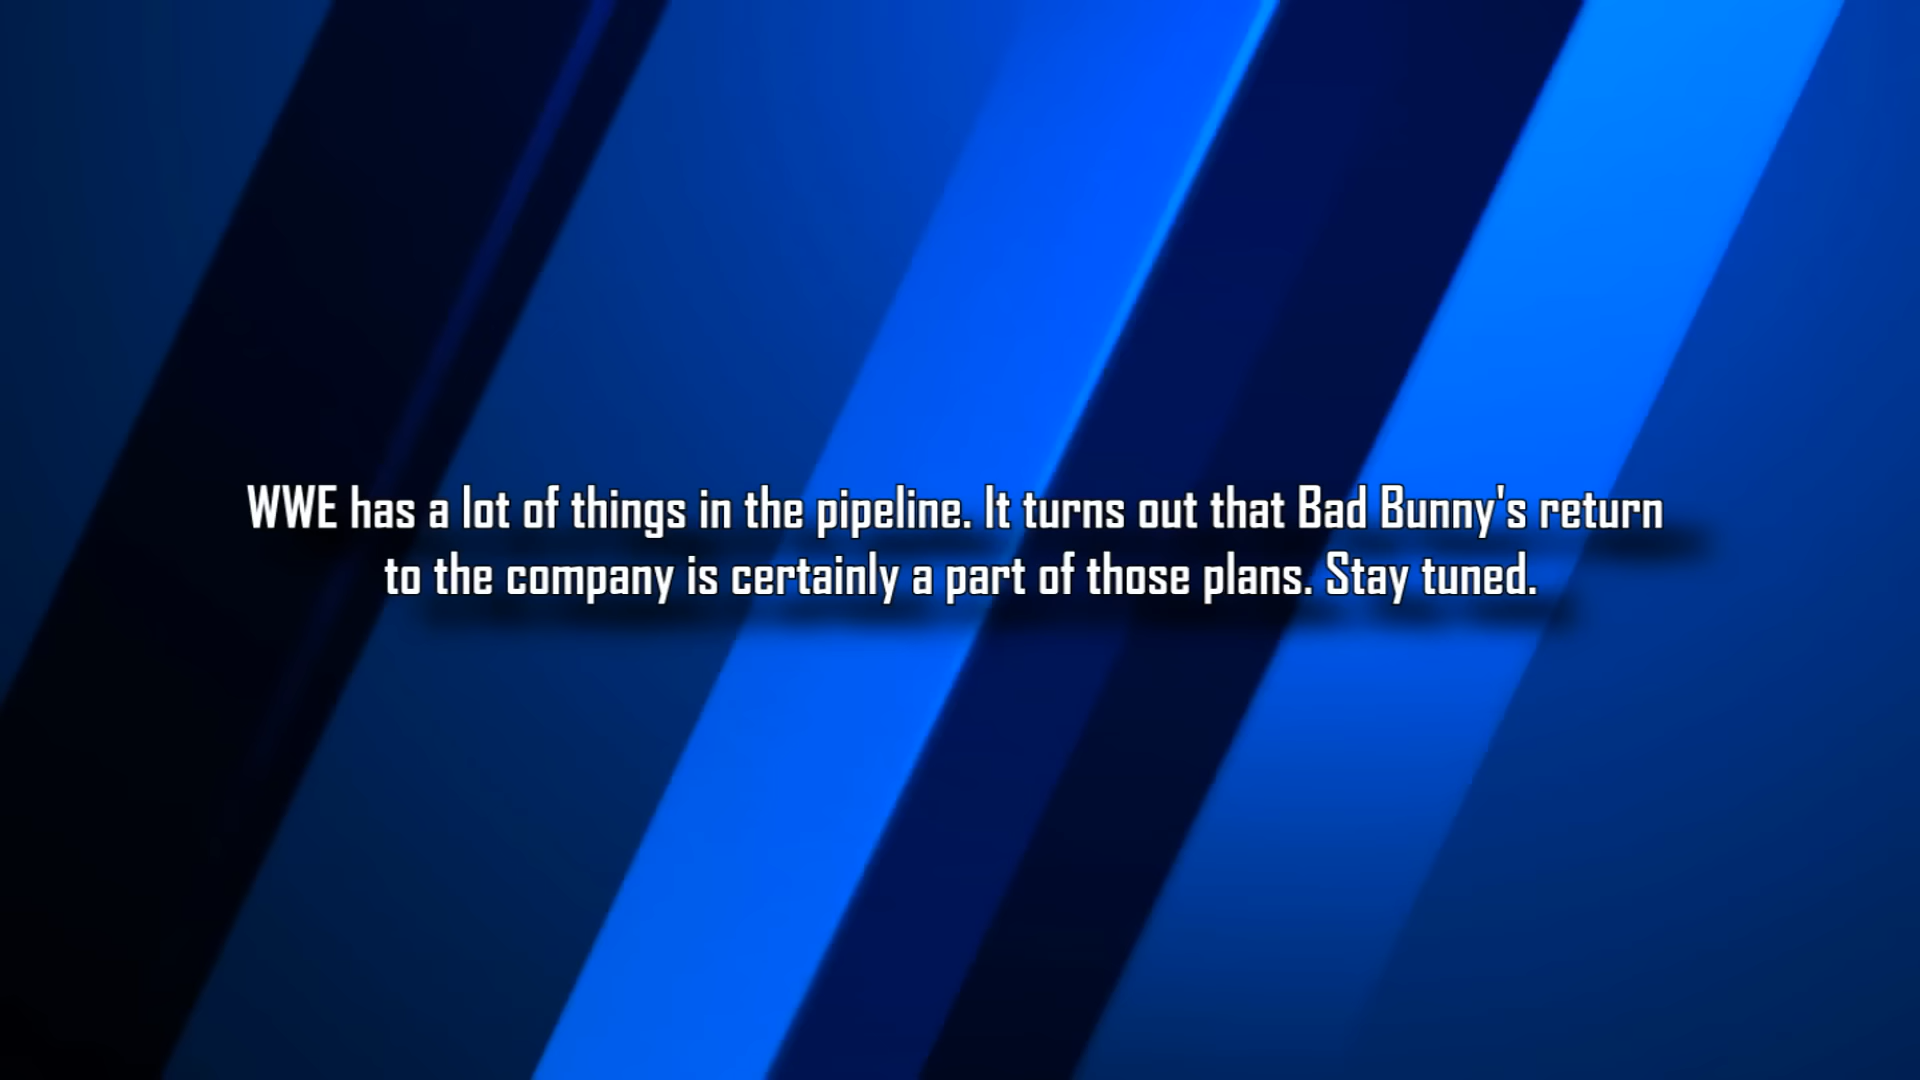 WWE has a lot of things in the pipeline. It turns out that Bad Bunny's return
to the company is certainly a part of those plans. Stay tuned.